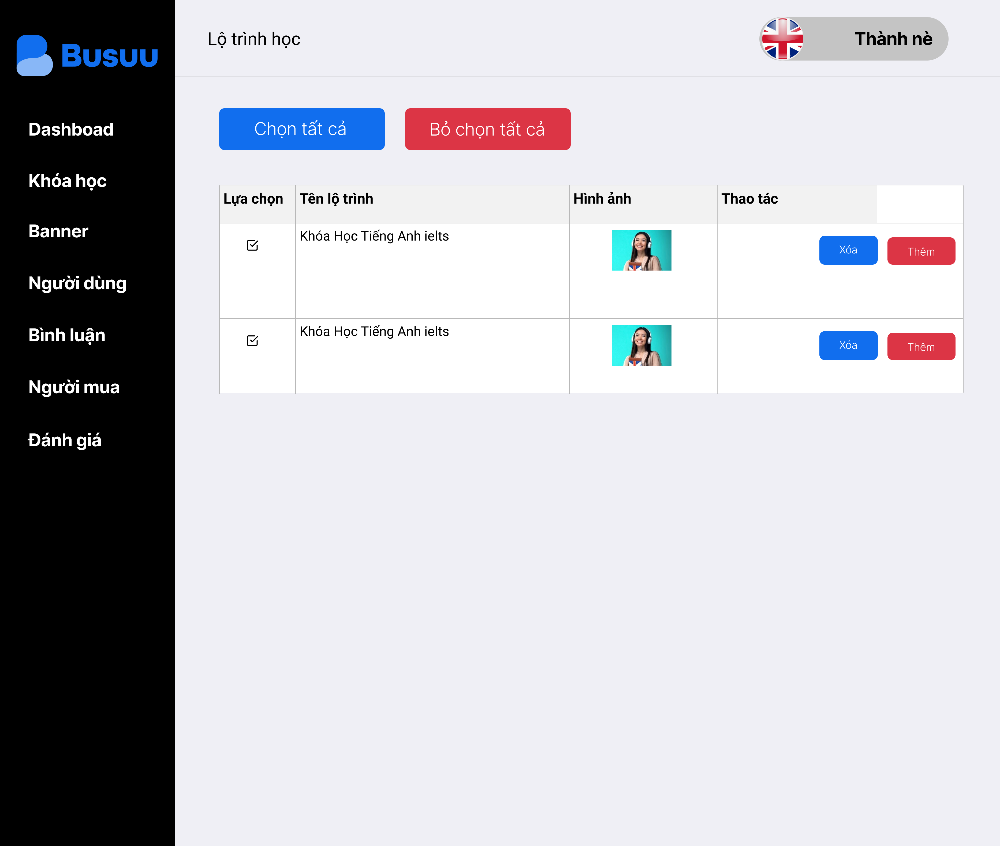 Busuu
Dashboad
Khóa học
Banner
Người dùng
Bình luận
Người mua
Đánh giá
Lộ trình học
Thành nè
Chọn tất cả
Bỏ chọn tất cả
Lựa chọn Tên lộ trình Hình ảnh Thao tác
Khóa Học Tiếng Anh ielts Xóa Thêm
Khóa Học Tiếng Anh ielts Xóa Thêm